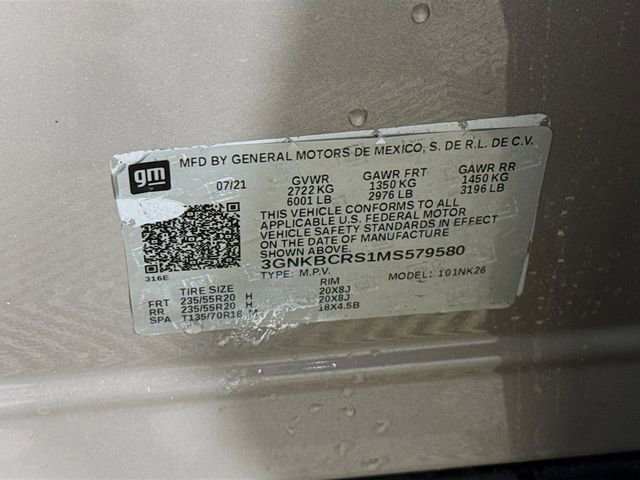 gm
MFD BY GENERAL MOTORS DE MEXICO, S. DE R.L. DE C.V.
07/21 GVWR GAWR FRT GAWR RR
2722 KG 1350 KG 1450 KG
6001 LB 2976 LB 3196 LB
THIS VEHICLE CONFORMS TO ALL
APPLICABLE U.S. FEDERAL MOTOR
VEHICLE SAFETY STANDARDS IN EFFECT
ON THE DATE OF MANUFACTURE
SHOWN ABOVE.
3GNKBCRS1MS579580
316E TYPE: M.P.V. MODEL: 101NK26
TIRE SIZE RIM
FRT 235/55R20 H 20X8J
RR 235/55R20 H 20X8J
SPA T135/70R18 M 18X4.5B